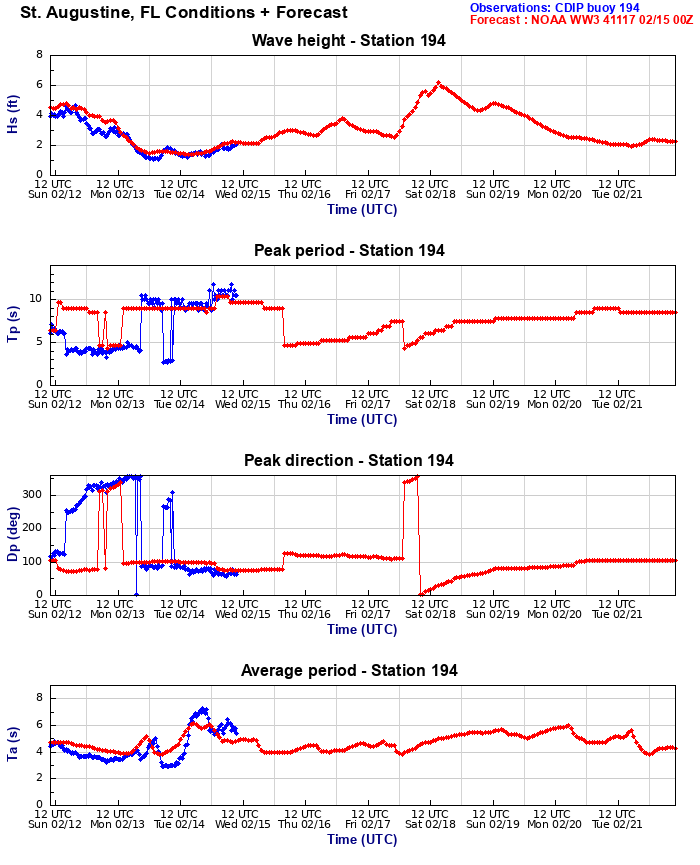 St. Augustine, FL Conditions + Forecast
Observations: CDIP buoy 194
Forecast : NOAA WW3 41117 02/15 00Z
Wave height - Station 194
Hs (ft)
8
6
4
2
0
12 UTC 12 UTC 12 UTC 12 UTC 12 UTC 12 UTC 12 UTC 12 UTC 12 UTC 12 UTC
Sun 02/12 Mon 02/13 Tue 02/14 Wed 02/15 Thu 02/16 Fri 02/17 Sat 02/18 Sun 02/19 Mon 02/20 Tue 02/21
Time (UTC)
Peak period - Station 194
Tp (s)
10
5
0
12 UTC 12 UTC 12 UTC 12 UTC 12 UTC 12 UTC 12 UTC 12 UTC 12 UTC 12 UTC
Sun 02/12 Mon 02/13 Tue 02/14 Wed 02/15 Thu 02/16 Fri 02/17 Sat 02/18 Sun 02/19 Mon 02/20 Tue 02/21
Time (UTC)
Peak direction - Station 194
Dp (deg)
300
200
100
0
12 UTC 12 UTC 12 UTC 12 UTC 12 UTC 12 UTC 12 UTC 12 UTC 12 UTC 12 UTC
Sun 02/12 Mon 02/13 Tue 02/14 Wed 02/15 Thu 02/16 Fri 02/17 Sat 02/18 Sun 02/19 Mon 02/20 Tue 02/21
Time (UTC)
Average period - Station 194
Ta (s)
8
6
4
2
0
12 UTC 12 UTC 12 UTC 12 UTC 12 UTC 12 UTC 12 UTC 12 UTC 12 UTC 12 UTC
Sun 02/12 Mon 02/13 Tue 02/14 Wed 02/15 Thu 02/16 Fri 02/17 Sat 02/18 Sun 02/19 Mon 02/20 Tue 02/21
Time (UTC)